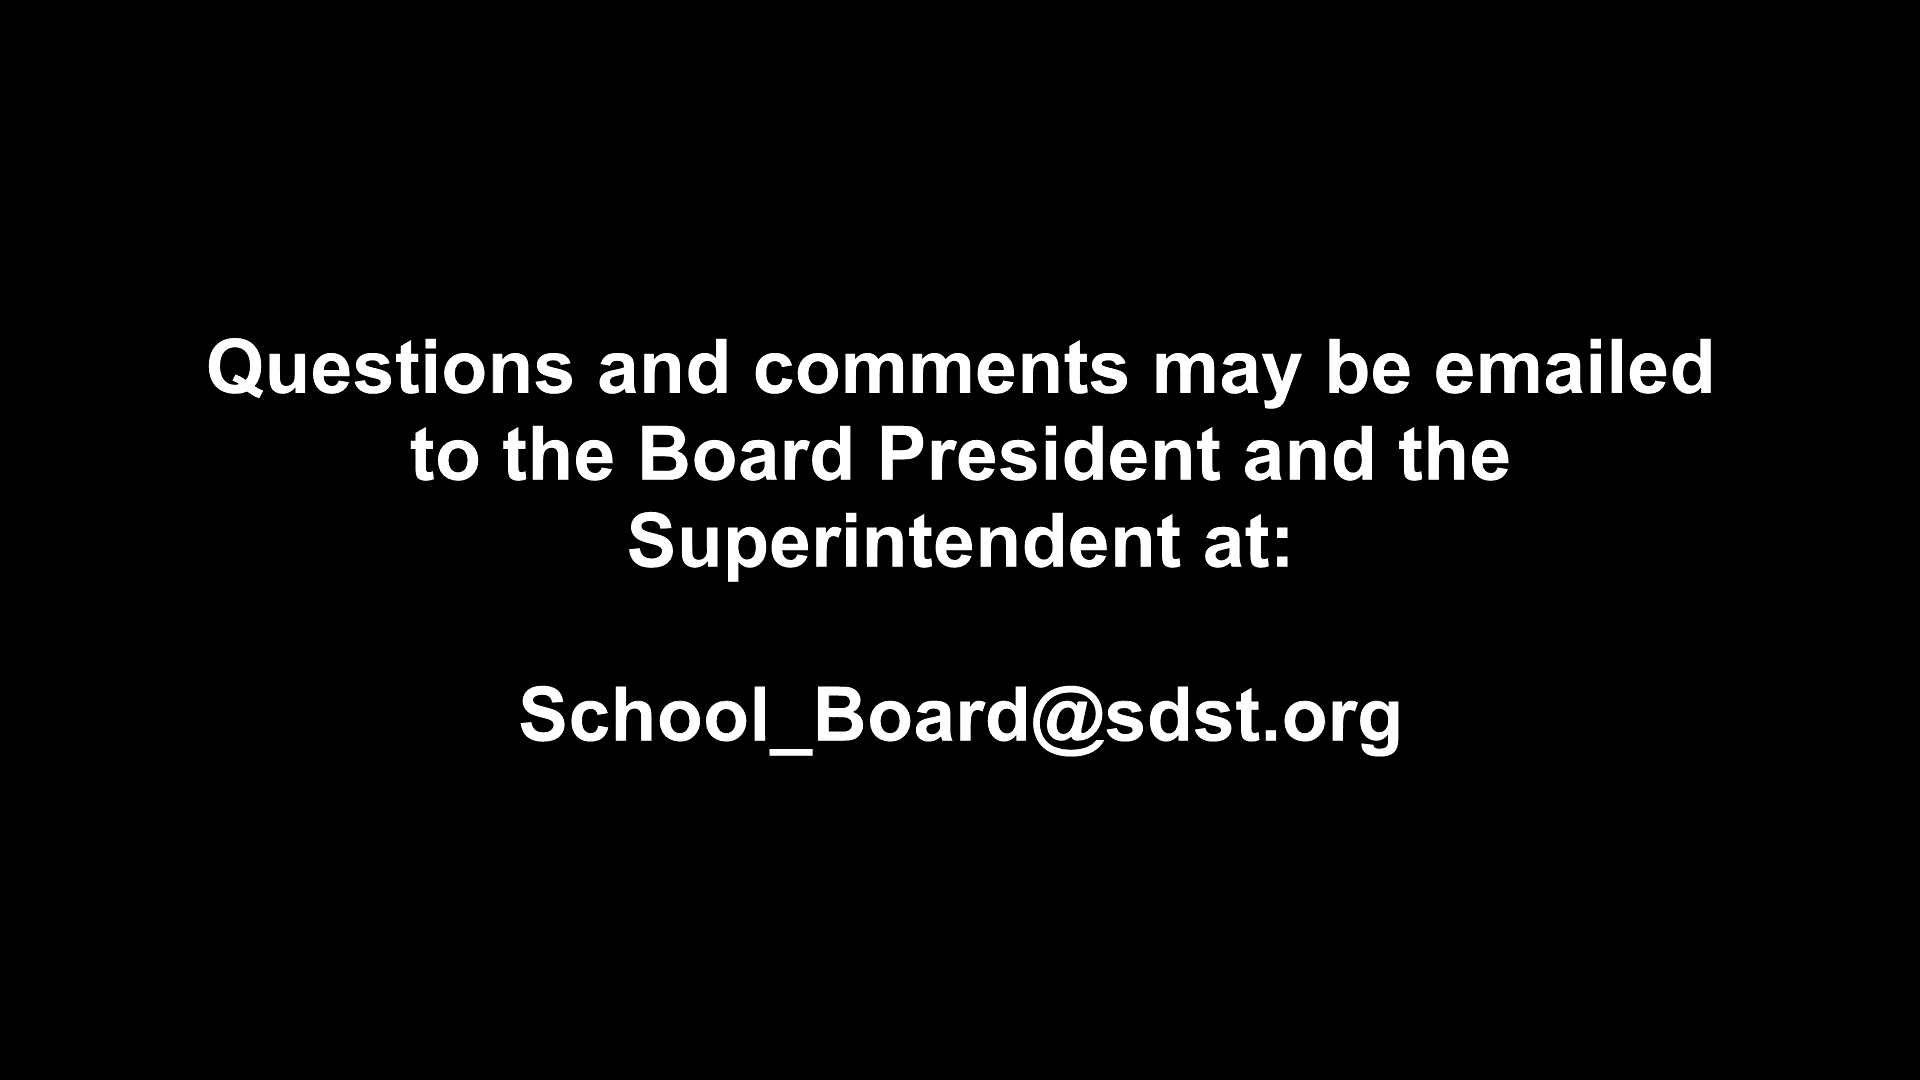 Questions and comments may be emailed
to the Board President and the
Superintendent at:
School_Board@sdst.org